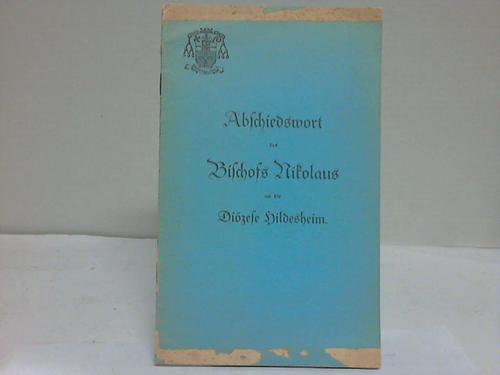 Abschiedswort
des
Bischofs Nikolaus
an die
Diözese Hildesheim.